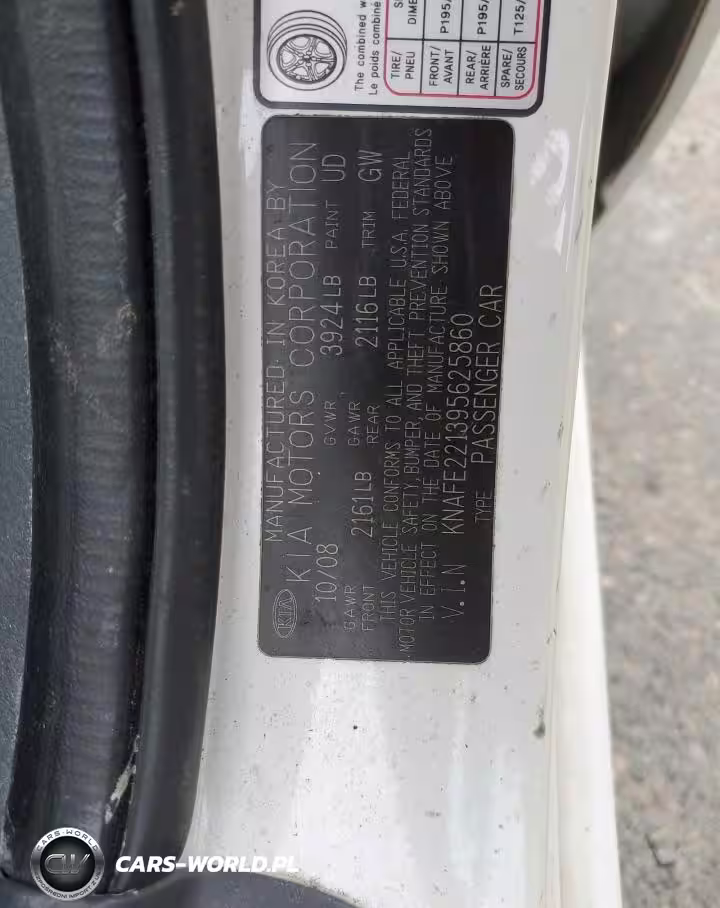 The combined w
Le poids combiné
TIRE/
PNEU
FRONT/
AVANT
P195/
REAR/
ARRIÈRE
P195/
SPARE/
SECOURS
T125/
MANUFACTURED IN KOREA BY
KIA KIA MOTORS CORPORATION
10/08 GVWR 3924LB PAINT UD
GAWR FRONT 2161LB GAWR REAR 2116LB TRIM GW
THIS VEHICLE CONFORMS TO ALL APPLICABLE U.S.A. FEDERAL
MOTOR VEHICLE SAFETY, BUMPER, AND THEFT PREVENTION STANDARDS
IN EFFECT ON THE DATE OF MANUFACTURE SHOWN ABOVE
V.I.N KNAFE221395625860
TYPE PASSENGER CAR
CARS-WORLD
CW
CARS-WORLD.PL